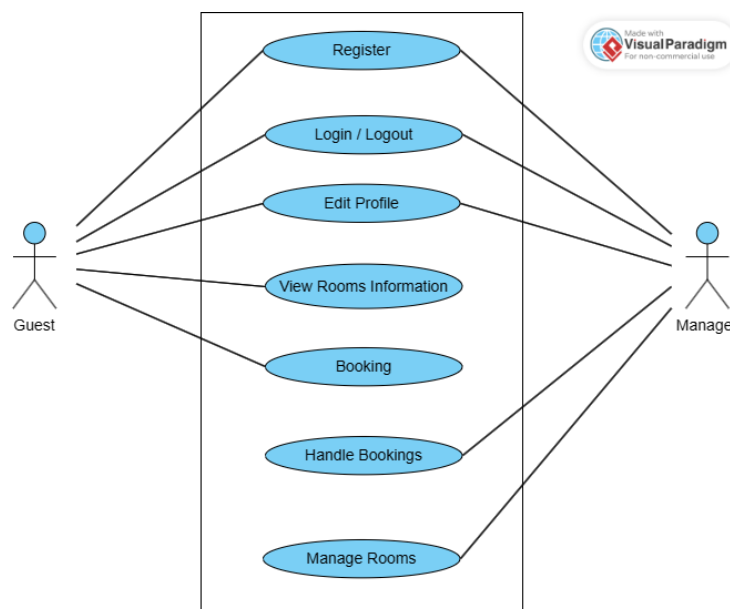 Register
Made with
Visual Paradigm
For non-commercial use
Login / Logout
Edit Profile
View Rooms Information
Guest
Manage
Booking
Handle Bookings
Manage Rooms